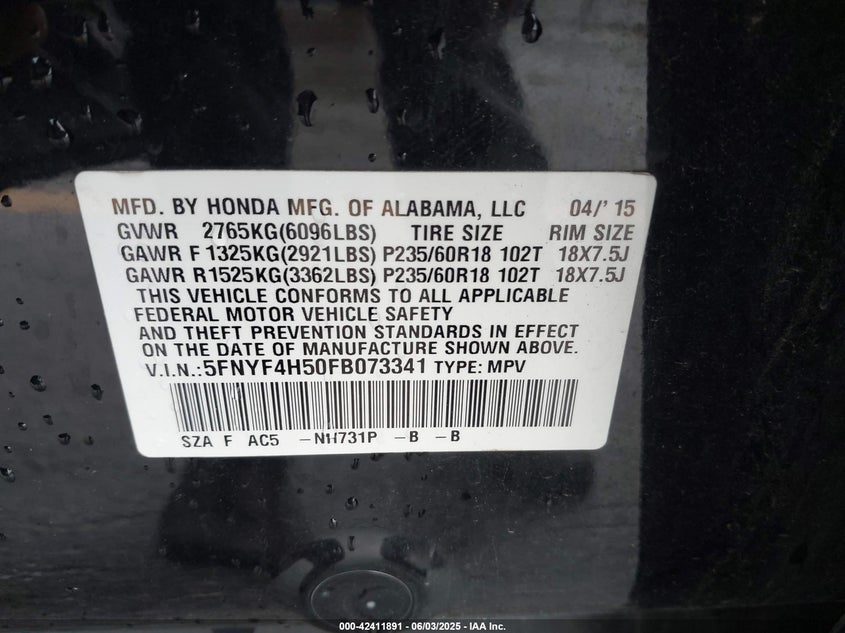 MFD. BY HONDA MFG. OF ALABAMA, LLC 04/' 15
GVWR 2765KG(6096LBS) TIRE SIZE RIM SIZE
GAWR F 1325KG(2921LBS) P235/60R18 102T 18X7.5J
GAWR R1525KG(3362LBS) P235/60R18 102T 18X7.5J
THIS VEHICLE CONFORMS TO ALL APPLICABLE
FEDERAL MOTOR VEHICLE SAFETY
AND THEFT PREVENTION STANDARDS IN EFFECT
ON THE DATE OF MANUFACTURE SHOWN ABOVE.
V.I.N.:5FNYF4H50FB073341 TYPE: MPV
SZA F AC5 -NH731P -B -B
000-42411891 - 06/03/2025 - IAA Inc.